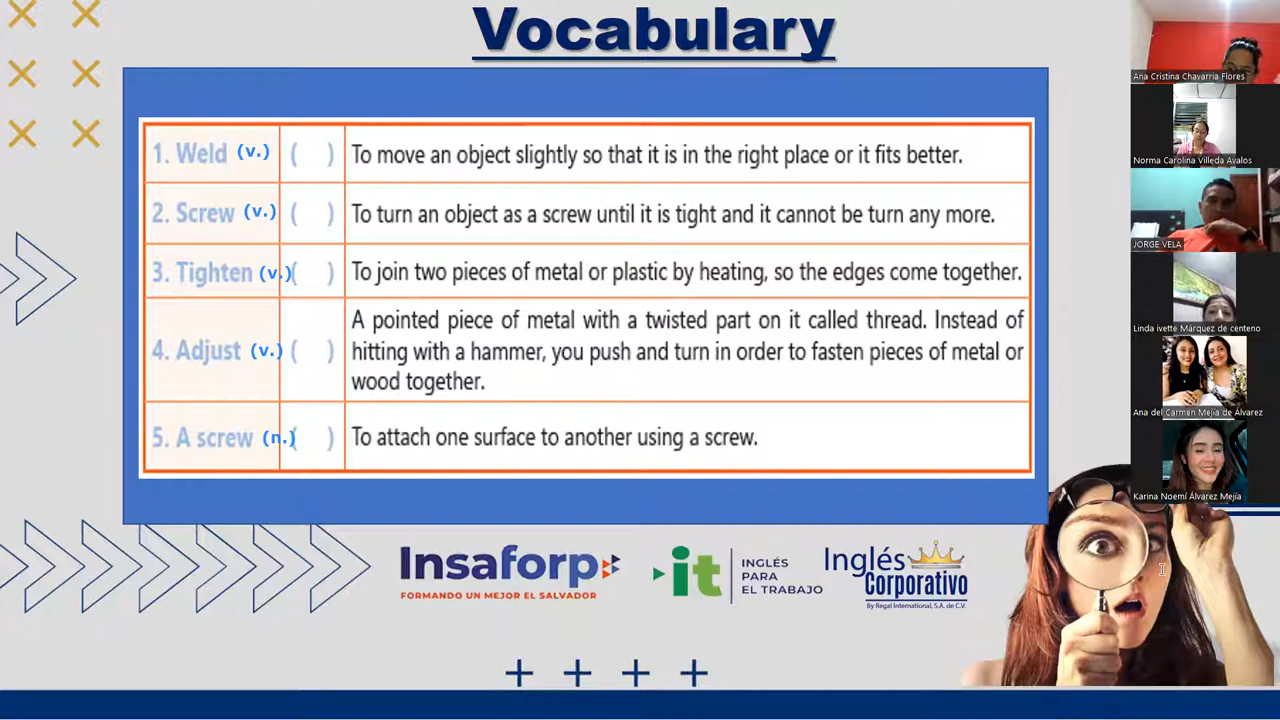 Vocabulary
1. Weld (v.) ( ) To move an object slightly so that it is in the right place or it fits better.
2. Screw (v.) ( ) To turn an object as a screw until it is tight and it cannot be turn any more.
3. Tighten (v.) ( ) To join two pieces of metal or plastic by heating, so the edges come together.
4. Adjust (v.) ( ) A pointed piece of metal with a twisted part on it called thread. Instead of
hitting with a hammer, you push and turn in order to fasten pieces of metal or
wood together.
5. A screw (n.) ( ) To attach one surface to another using a screw.
Insaforp
FORMANDO UN MEJOR EL SALVADOR
it
INGLÉS
PARA
EL TRABAJO
Inglés
Corporativo
By Regal International, S.A. de C.V.
Ana Cristina Chavarria Flores
Norma Carolina Villeda Avalos
JORGE VELA
Linda ivette Márquez de centeno
Ana del Carmen Mejía de Álvarez
Karina Noemí Álvarez Mejía